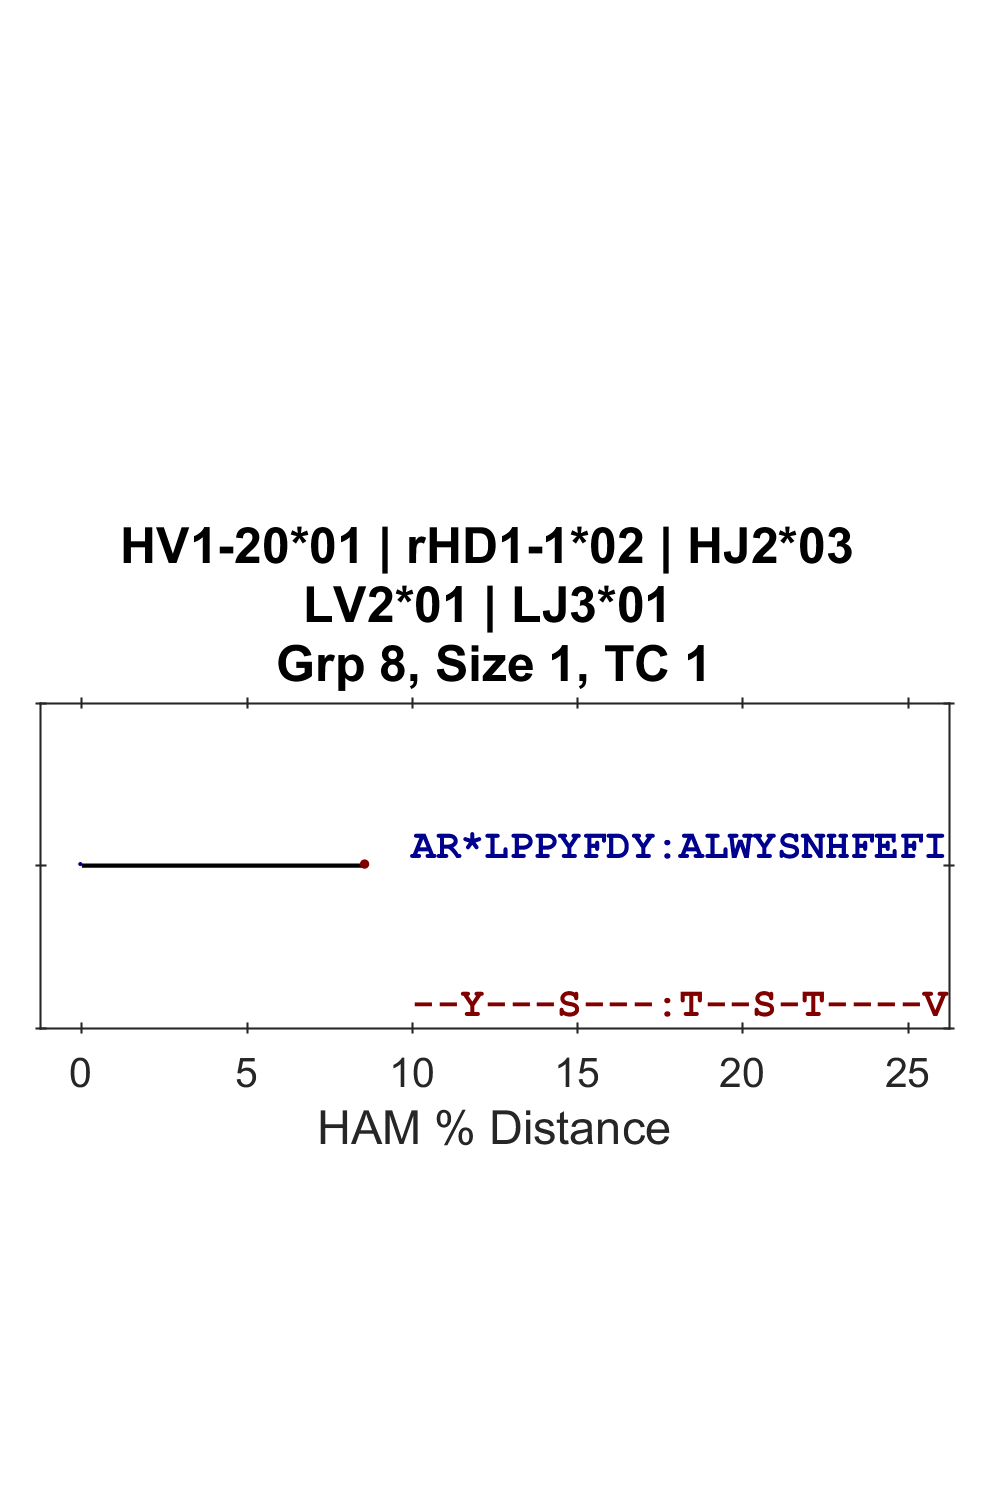 HV1-20*01 | rHD1-1*02 | HJ2*03
LV2*01 | LJ3*01
Grp 8, Size 1, TC 1
AR*LPPYFDY:ALWYSNHFEFI
--Y---S---:T--S-T----V
0 5 10 15 20 25
HAM % Distance